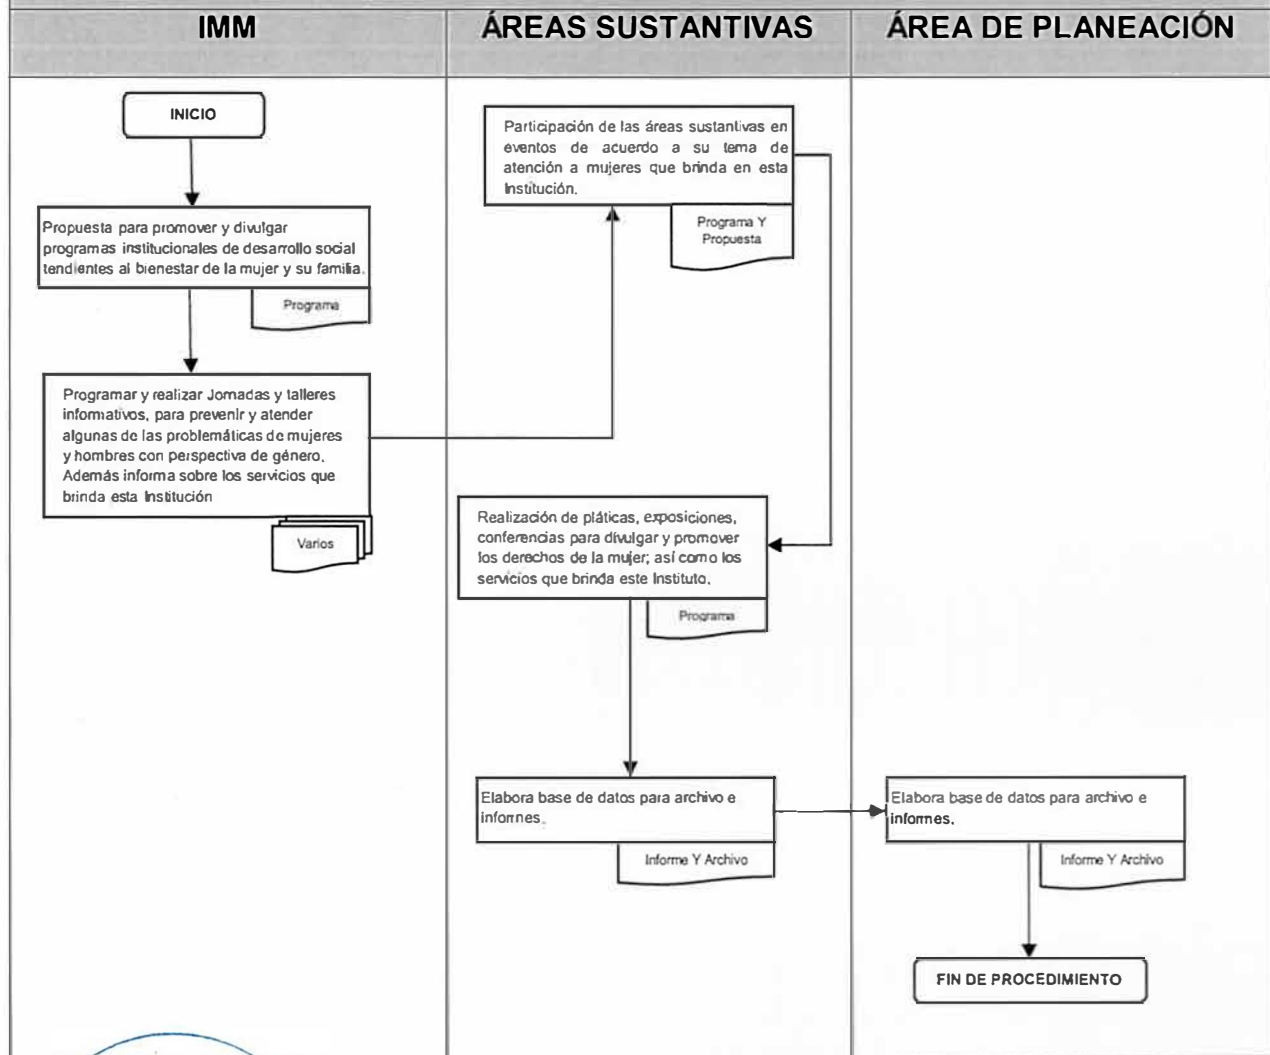 IMM
ÁREAS SUSTANTIVAS
ÁREA DE PLANEACIÓN
INICIO
Propuesta para promover y divulgar
programas institucionales de desarrollo social
tendientes al bienestar de la mujer y su familia.
Programa
Programar y realizar Jornadas y talleres
informativos, para prevenir y atender
algunas de las problemáticas de mujeres
y hombres con perspectiva de género.
Además informa sobre los servicios que
brinda esta Institución
Varios
Participación de las áreas sustantivas en
eventos de acuerdo a su tema de
atención a mujeres que brinda en esta
Institución.
Programa Y
Propuesta
Realización de pláticas, exposiciones,
conferencias para divulgar y promover
los derechos de la mujer; así como los
servicios que brinda este Instituto.
Programa
Elabora base de datos para archivo e
informes.
Informe Y Archivo
Elabora base de datos para archivo e
informes.
Informe Y Archivo
FIN DE PROCEDIMIENTO